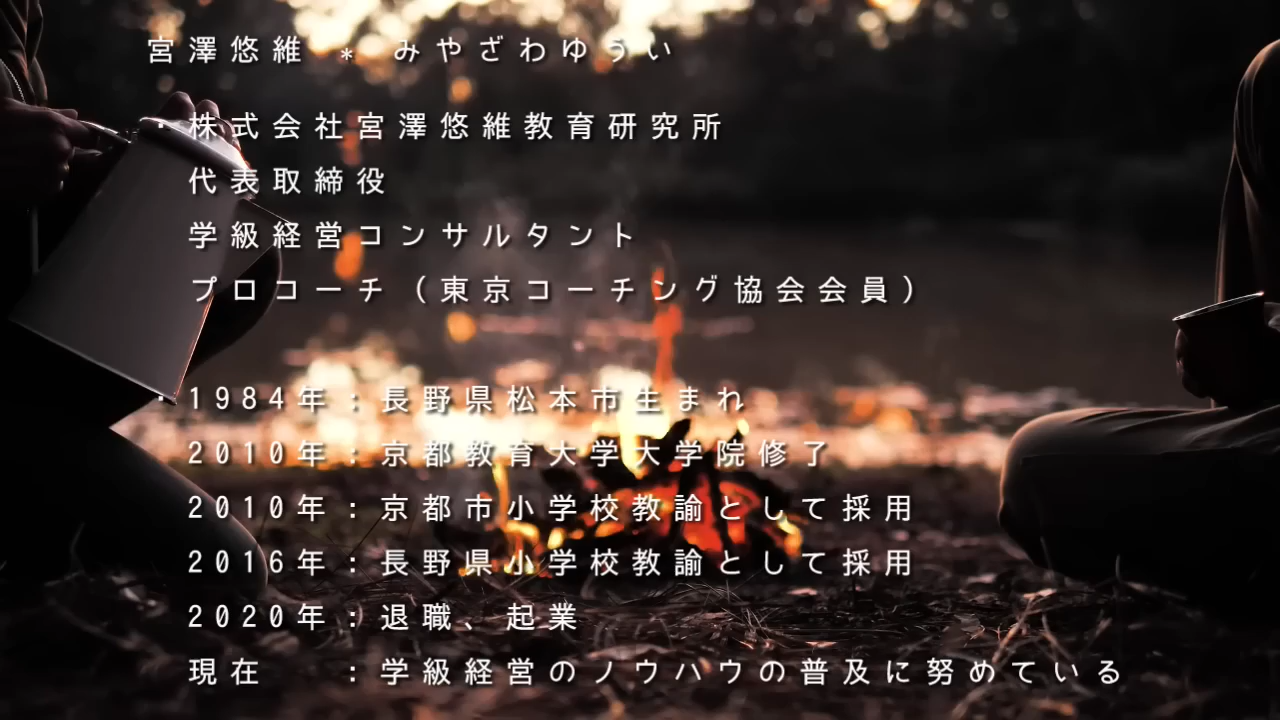 宮澤悠維 * みやざわゆうい
・株式会社宮澤悠維教育研究所
代表取締役
学級経営コンサルタント
プロコーチ(東京コーチング協会会員)
・1984年：長野県松本市生まれ
2010年：京都教育大学大学院修了
2010年：京都市小学校教諭として採用
2016年：長野県小学校教諭として採用
2020年：退職、起業
現在　：学級経営のノウハウの普及に努めている